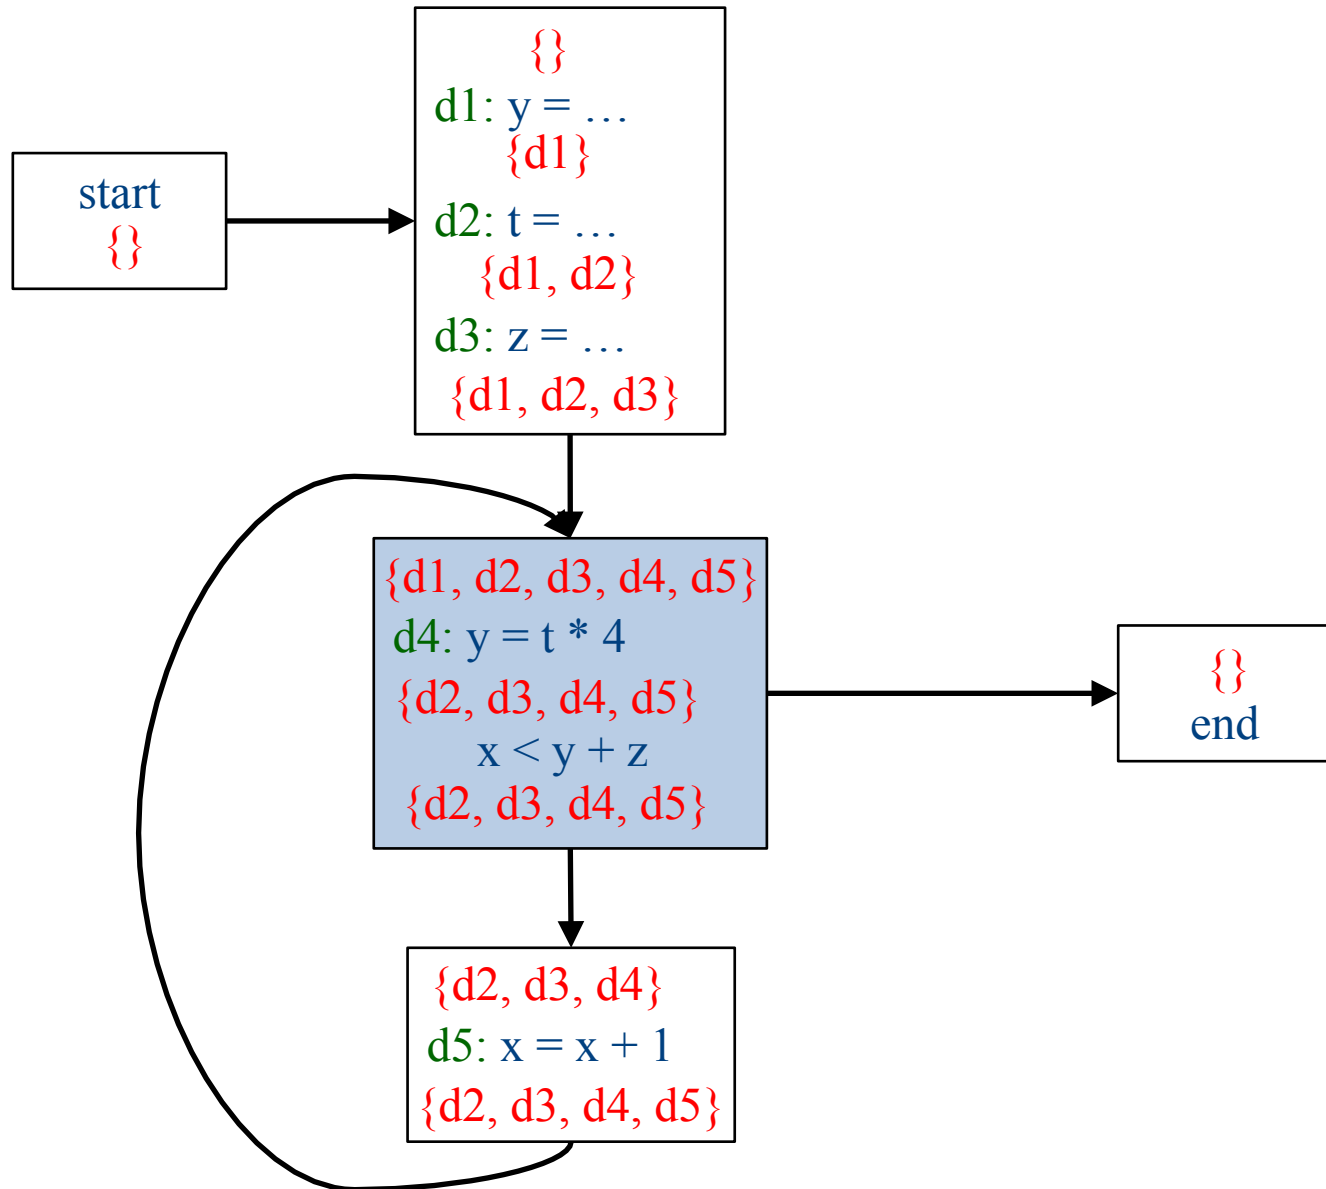 start
{}
{}
d1: y = …
{d1}
d2: t = …
{d1, d2}
d3: z = …
{d1, d2, d3}
{d1, d2, d3, d4, d5}
d4: y = t * 4
{d2, d3, d4, d5}
x < y + z
{d2, d3, d4, d5}
{}
end
{d2, d3, d4}
d5: x = x + 1
{d2, d3, d4, d5}